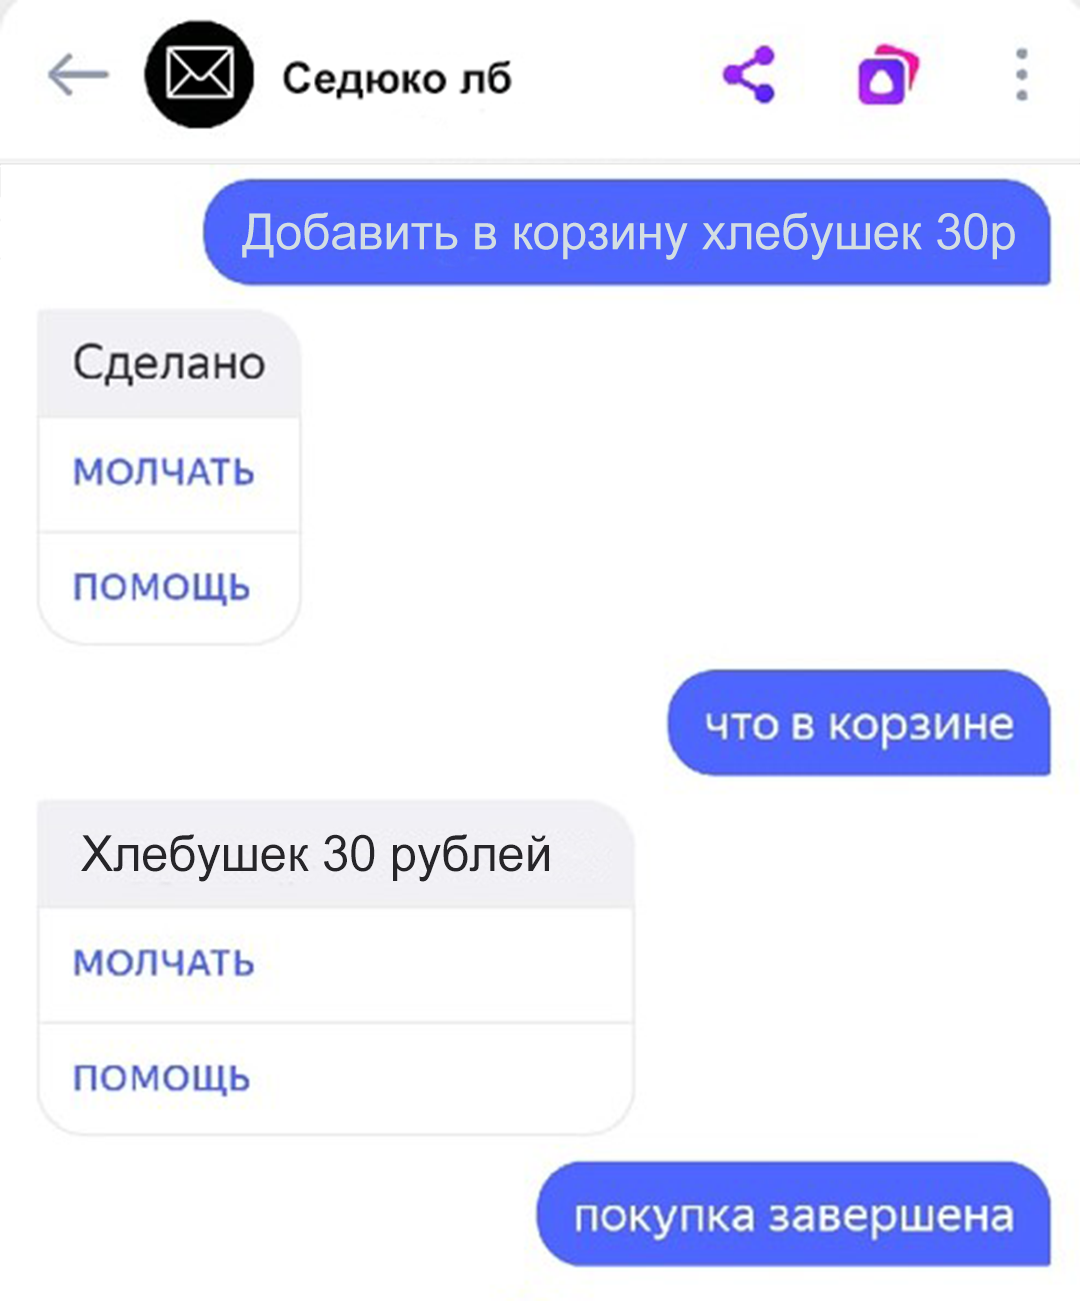 Седюко лб
Добавить в корзину хлебушек 30р
Сделано
МОЛЧАТЬ
ПОМОЩЬ
что в корзине
Хлебушек 30 рублей
МОЛЧАТЬ
ПОМОЩЬ
покупка завершена